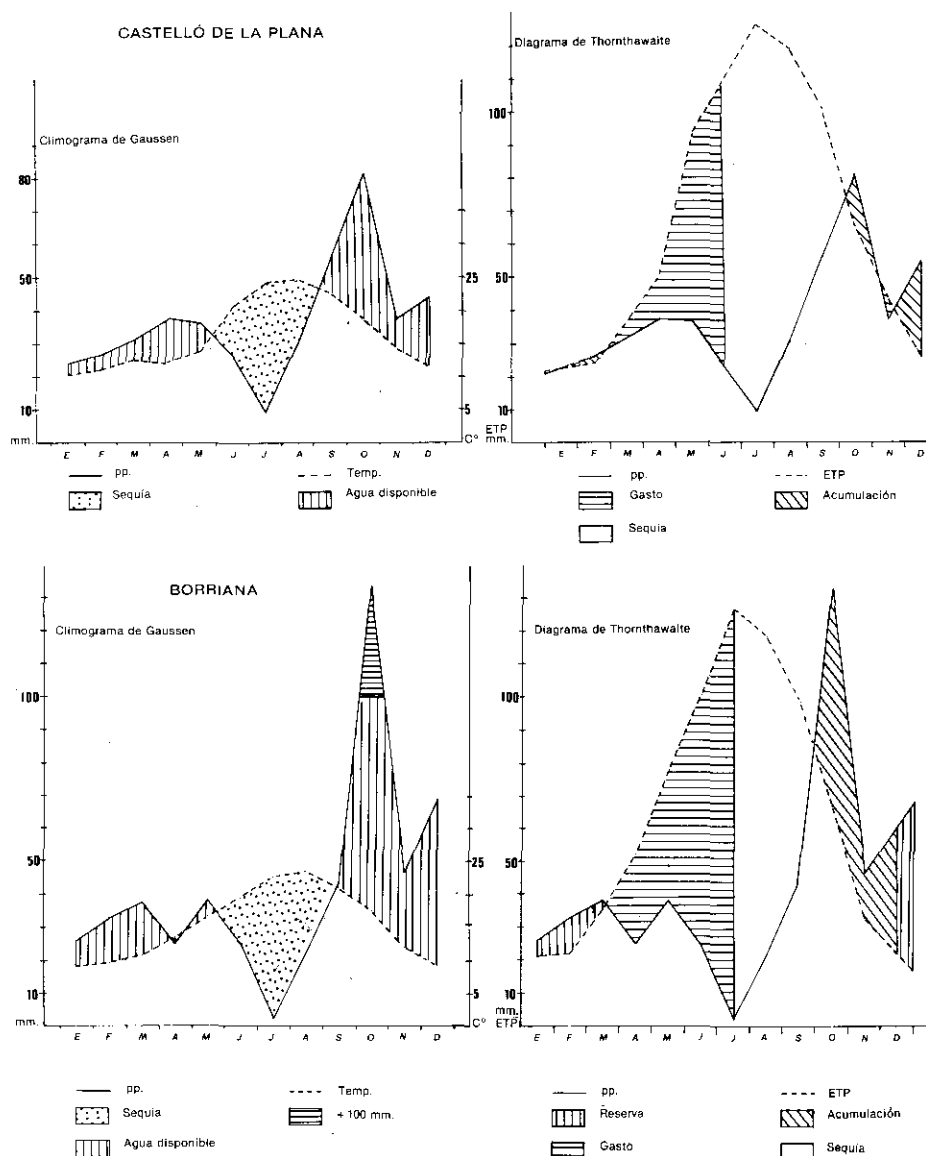 CASTELLÓ DE LA PLANA
Climograma de Gaussen
80
50
10
mm.
25
5
C°
E F M A M J J A S O N D
pp.
Temp.
Sequía
Agua disponible
Diagrama de Thornthawaite
100
50
10
ETP
mm.
E F M A M J J A S O N D
pp.
ETP
Gasto
Acumulación
Sequia
BORRIANA
Climograma de Gaussen
100
50
10
mm.
25
5
C°
E F M A M J J A S O N D
pp.
Temp.
Sequía
+ 100 mm.
Agua disponible
Diagrama de Thornthawaite
100
50
10
mm.
ETP
E F M A M J J A S O N D
pp.
ETP
Reserva
Acumulación
Gasto
Sequía